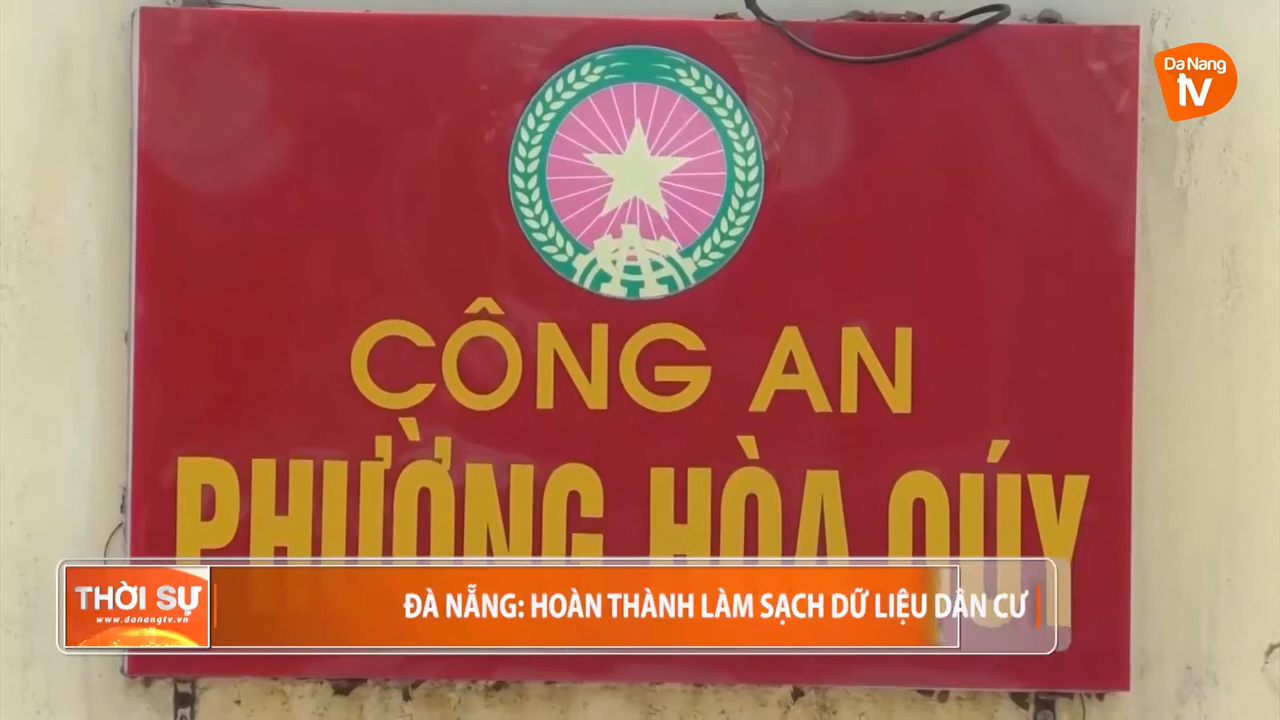 Da Nang
tv
CÔNG AN
PHƯỜNG HÒA QÚY
THỜI SỰ
www.danangtv.vn
ĐÀ NẴNG: HOÀN THÀNH LÀM SẠCH DỮ LIỆU DÂN CƯ